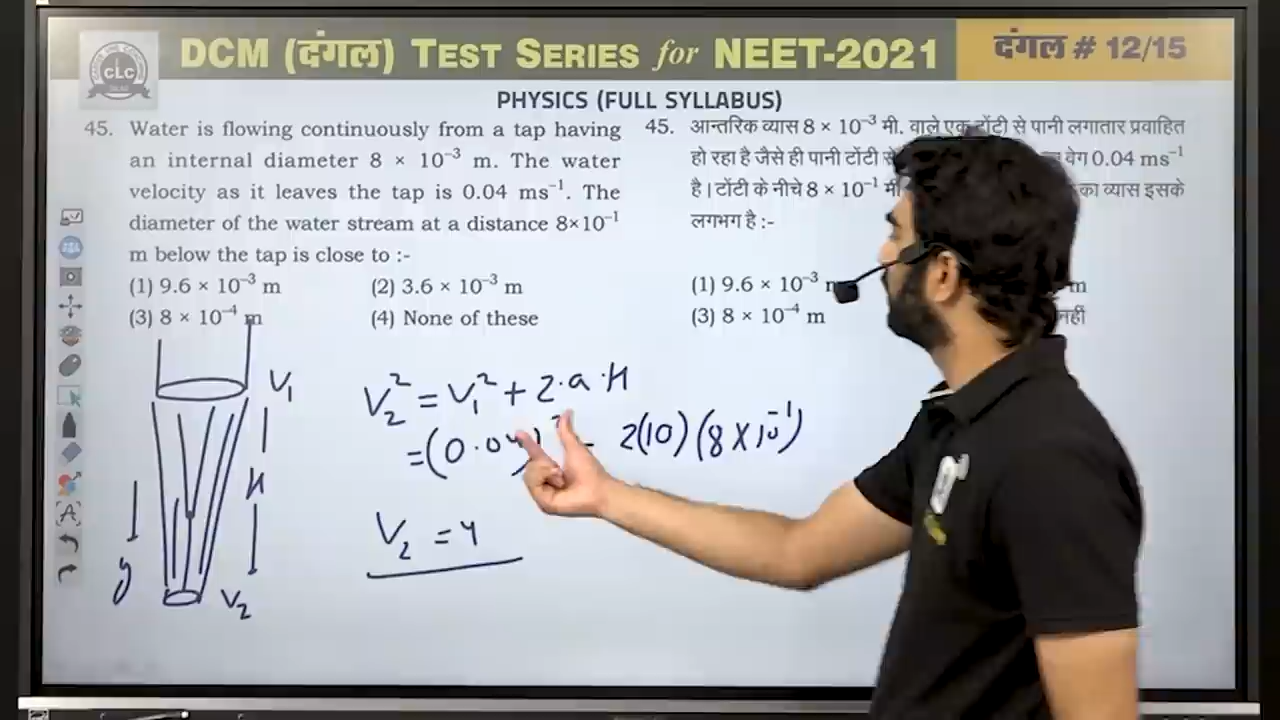 CLC
DCM (दंगल) TEST SERIES for NEET-2021
दंगल # 12/15
PHYSICS (FULL SYLLABUS)
45. Water is flowing continuously from a tap having
an internal diameter 8 × 10⁻³ m. The water
velocity as it leaves the tap is 0.04 ms⁻¹. The
diameter of the water stream at a distance 8×10⁻¹
m below the tap is close to :-
(1) 9.6 × 10⁻³ m (2) 3.6 × 10⁻³ m
(3) 8 × 10⁻⁴ m (4) None of these
45. आन्तरिक व्यास 8 × 10⁻³ मी. वाले एक टोंटी से पानी लगातार प्रवाहित
हो रहा है जैसे ही पानी टोंटी से वेग 0.04 ms⁻¹
है। टोंटी के नीचे 8 × 10⁻¹ मी का व्यास इसके
लगभग है :-
(1) 9.6 × 10⁻³ m
(3) 8 × 10⁻⁴ m नहीं
V₁
H
g
V₂
V₂² = V₁² + 2·a·H
=(0.04)² 2(10)(8×10⁻¹)
V₂ = 4